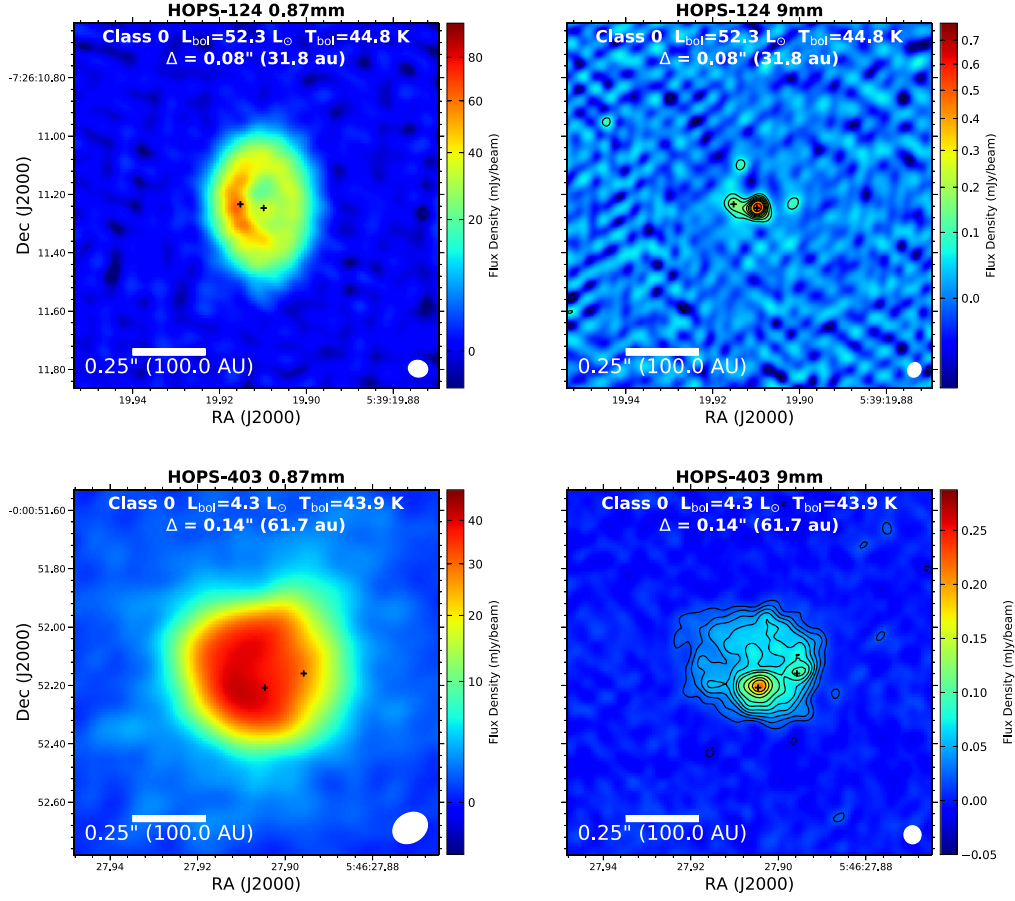 HOPS-124 0.87mm
Class 0 L_bol=52.3 L⊙ T_bol=44.8 K
Δ = 0.08" (31.8 au)
-7:26:10.80
11.00
11.20
11.40
11.60
11.80
Dec (J2000)
0.25" (100.0 AU)
19.94
19.92
19.90
5:39:19.88
RA (J2000)
80
60
40
20
0
Flux Density (mJy/beam)
HOPS-124 9mm
Class 0 L_bol=52.3 L⊙ T_bol=44.8 K
Δ = 0.08" (31.8 au)
0.25" (100.0 AU)
19.94
19.92
19.90
5:39:19.88
RA (J2000)
0.7
0.6
0.5
0.4
0.3
0.2
0.1
0.0
Flux Density (mJy/beam)
HOPS-403 0.87mm
Class 0 L_bol=4.3 L⊙ T_bol=43.9 K
Δ = 0.14" (61.7 au)
-0:00:51.60
51.80
52.00
52.20
52.40
52.60
Dec (J2000)
0.25" (100.0 AU)
27.94
27.92
27.90
5:46:27.88
RA (J2000)
40
30
20
10
0
Flux Density (mJy/beam)
HOPS-403 9mm
Class 0 L_bol=4.3 L⊙ T_bol=43.9 K
Δ = 0.14" (61.7 au)
0.25" (100.0 AU)
27.94
27.92
27.90
5:46:27.88
RA (J2000)
0.25
0.20
0.15
0.10
0.05
0.00
−0.05
Flux Density (mJy/beam)